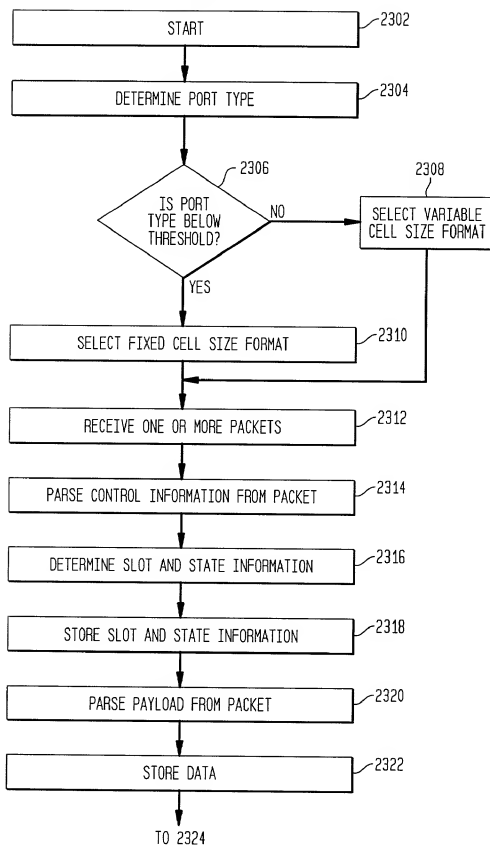 START
2302
DETERMINE PORT TYPE
2304
2306
IS PORT
TYPE BELOW
THRESHOLD?
NO
2308
SELECT VARIABLE
CELL SIZE FORMAT
YES
SELECT FIXED CELL SIZE FORMAT
2310
RECEIVE ONE OR MORE PACKETS
2312
PARSE CONTROL INFORMATION FROM PACKET
2314
DETERMINE SLOT AND STATE INFORMATION
2316
STORE SLOT AND STATE INFORMATION
2318
PARSE PAYLOAD FROM PACKET
2320
STORE DATA
2322
TO 2324